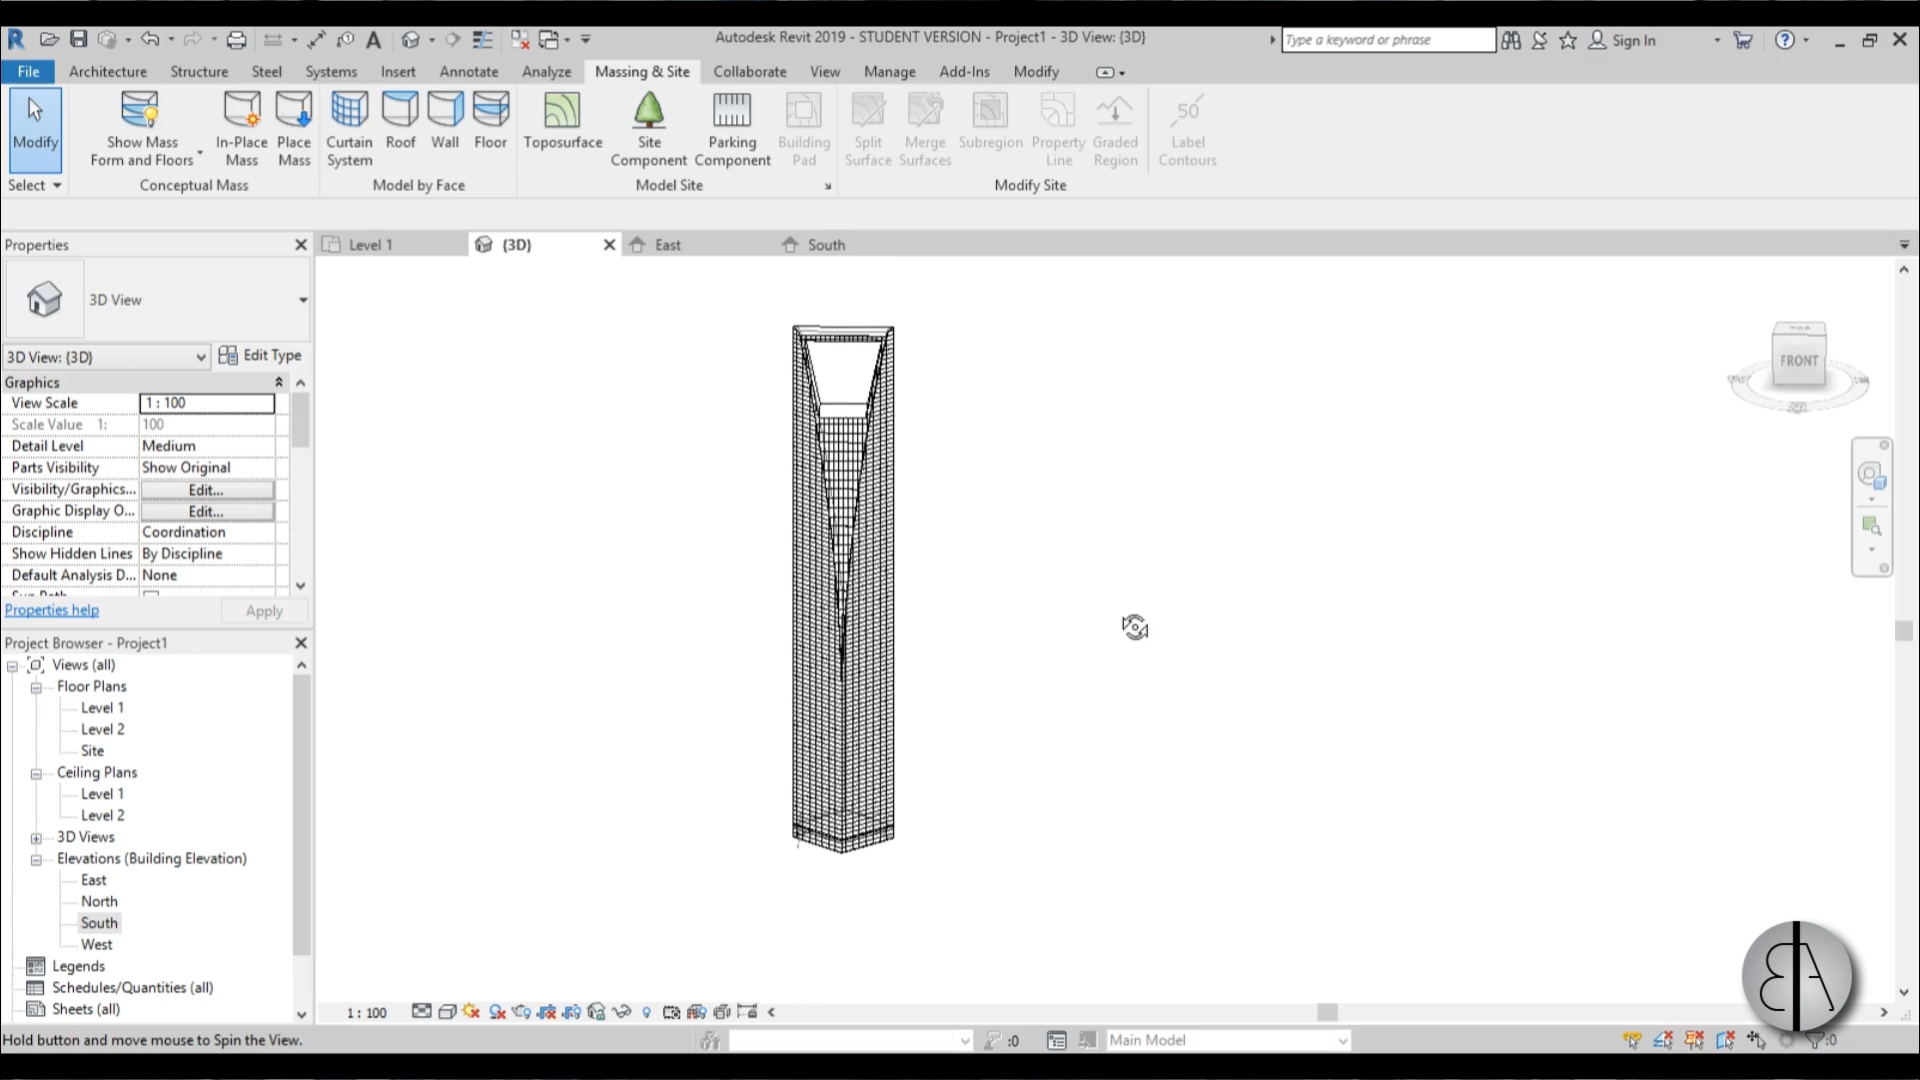 Autodesk Revit 2019 - STUDENT VERSION - Project1 - 3D View: {3D}
Type a keyword or phrase
Sign In
File Architecture Structure Steel Systems Insert Annotate Analyze Massing & Site Collaborate View Manage Add-Ins Modify
Modify
Show Mass Form and Floors
In-Place Mass
Place Mass
Curtain System
Roof
Wall
Floor
Toposurface
Site Component
Parking Component
Building Pad
Split Surface
Merge Surfaces
Subregion
Property Line
Graded Region
50
Label Contours
Select
Conceptual Mass
Model by Face
Model Site
Modify Site
Properties
Level 1
{3D}
East
South
3D View
3D View: {3D}
Edit Type
Graphics
View Scale 1 : 100
Scale Value 1: 100
Detail Level Medium
Parts Visibility Show Original
Visibility/Graphics... Edit...
Graphic Display O... Edit...
Discipline Coordination
Show Hidden Lines By Discipline
Default Analysis D... None
Properties help
Apply
Project Browser - Project1
Views (all)
Floor Plans
Level 1
Level 2
Site
Ceiling Plans
Level 1
Level 2
3D Views
Elevations (Building Elevation)
East
North
South
West
Legends
Schedules/Quantities (all)
Sheets (all)
TOP
FRONT
1 : 100
Hold button and move mouse to Spin the View.
:0
Main Model
:0